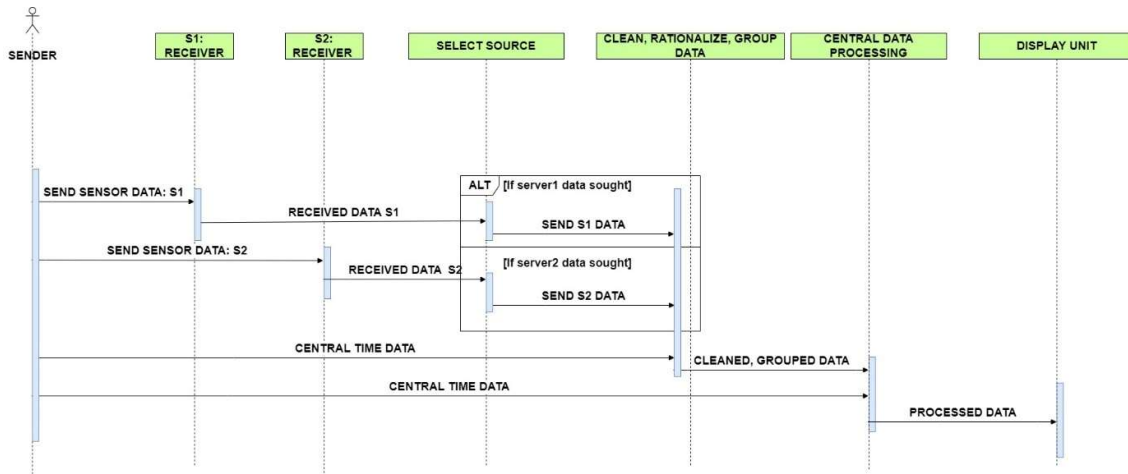 SENDER
S1:
RECEIVER
S2:
RECEIVER
SELECT SOURCE
CLEAN, RATIONALIZE, GROUP
DATA
CENTRAL DATA
PROCESSING
DISPLAY UNIT
ALT
[If server1 data sought]
SEND SENSOR DATA: S1
RECEIVED DATA S1
SEND S1 DATA
SEND SENSOR DATA: S2
[If server2 data sought]
RECEIVED DATA S2
SEND S2 DATA
CENTRAL TIME DATA
CLEANED, GROUPED DATA
CENTRAL TIME DATA
PROCESSED DATA